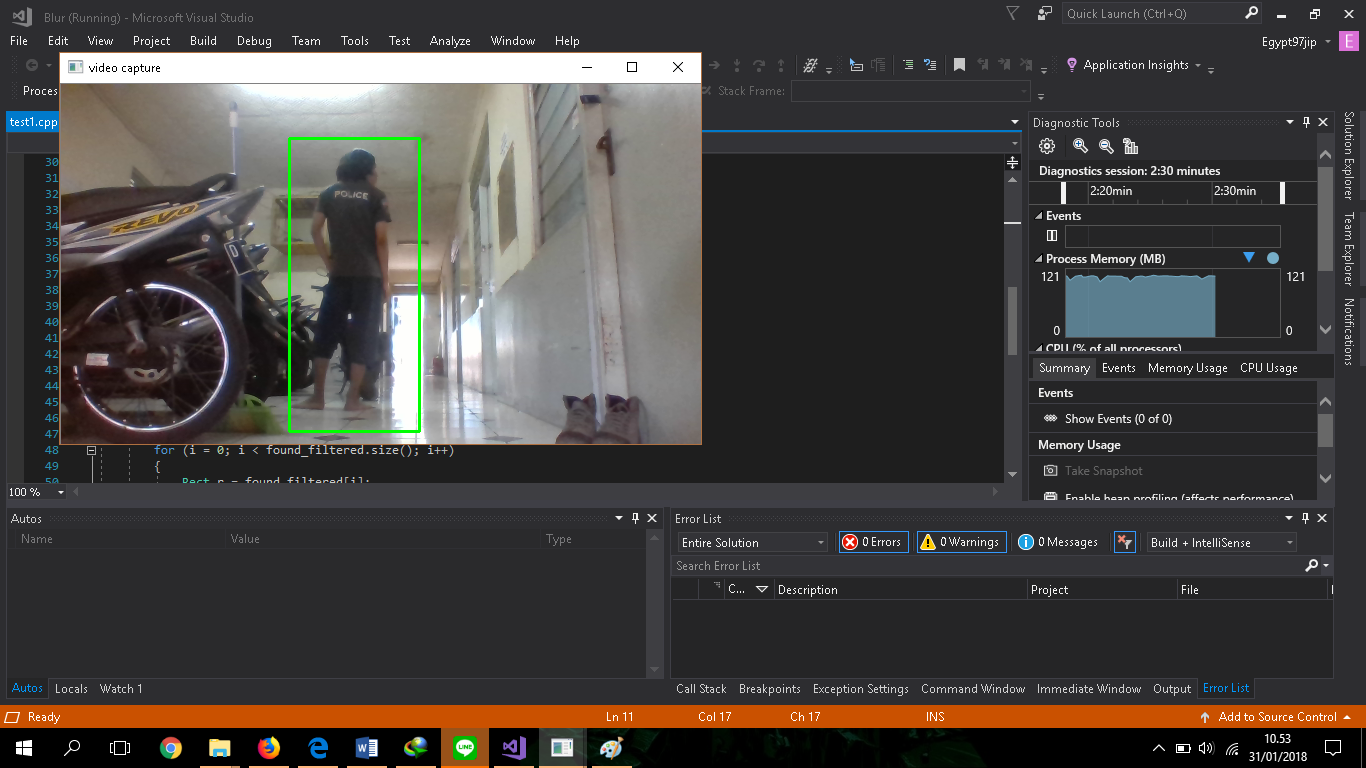 Blur (Running) - Microsoft Visual Studio
Quick Launch (Ctrl+Q)
File Edit View Project Build Debug Team Tools Test Analyze Window Help
Egypt97jip
E
video capture
Application Insights
Proces
Stack Frame:
test1.cpp
Diagnostic Tools
Diagnostics session: 2:30 minutes
2:20min 2:30min
Events
Process Memory (MB)
121 121
0 0
CPU (% of all processors)
Summary Events Memory Usage CPU Usage
Events
Show Events (0 of 0)
Memory Usage
Take Snapshot
Enable heap profiling (affects performance)
Solution Explorer
Team Explorer
Notifications
POLICE
REVO
D
30
31
32
33
34
35
36
37
38
39
40
41
42
43
44
45
46
47
48 for (i = 0; i < found_filtered.size(); i++)
49 {
50 Rect r = found_filtered[i];
100 %
Autos
Name Value Type
Autos Locals Watch 1
Error List
Entire Solution 0 Errors 0 Warnings 0 Messages Build + IntelliSense
Search Error List
C... Description Project File
Call Stack Breakpoints Exception Settings Command Window Immediate Window Output Error List
Ready Ln 11 Col 17 Ch 17 INS Add to Source Control
LINE
W
10.53
31/01/2018